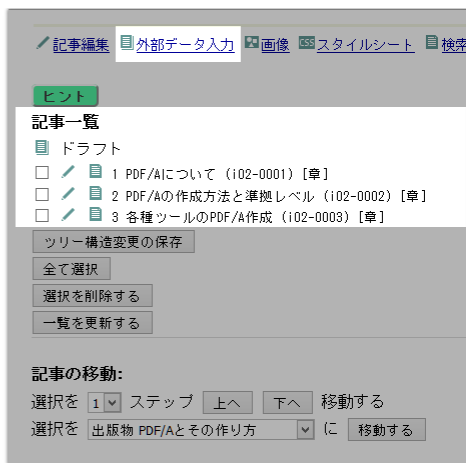 記事編集 外部データ入力 画像 CSS スタイルシート 検索
ヒント
記事一覧
ドラフト
1 PDF/Aについて (i02-0001) [章]
2 PDF/Aの作成方法と準拠レベル (i02-0002) [章]
3 各種ツールのPDF/A作成 (i02-0003) [章]
ツリー構造変更の保存
全て選択
選択を削除する
一覧を更新する
記事の移動:
選択を 1 ステップ 上へ 下へ 移動する
選択を 出版物 PDF/Aとその作り方 に 移動する